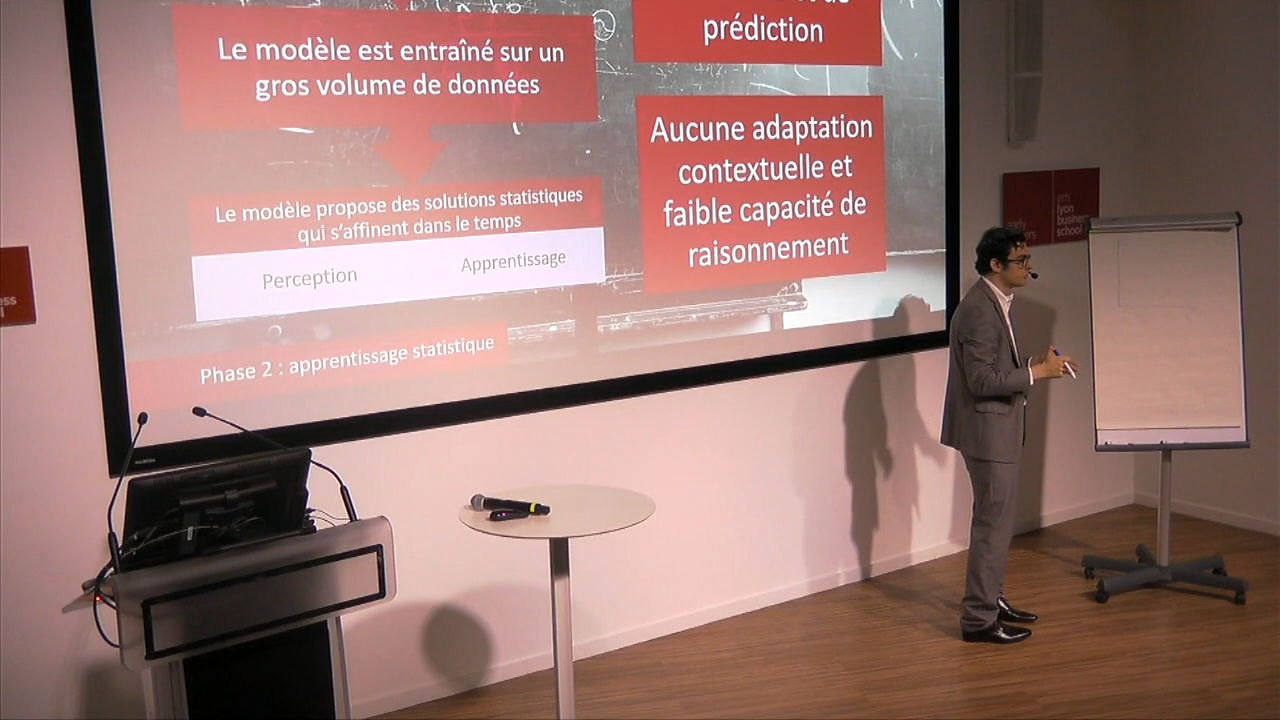 Le modèle est entraîné sur un
gros volume de données
Le modèle propose des solutions statistiques
qui s'affinent dans le temps
Perception
Apprentissage
Phase 2 : apprentissage statistique
prédiction
Aucune adaptation
contextuelle et
faible capacité de
raisonnement
early
em
lyon
business
school